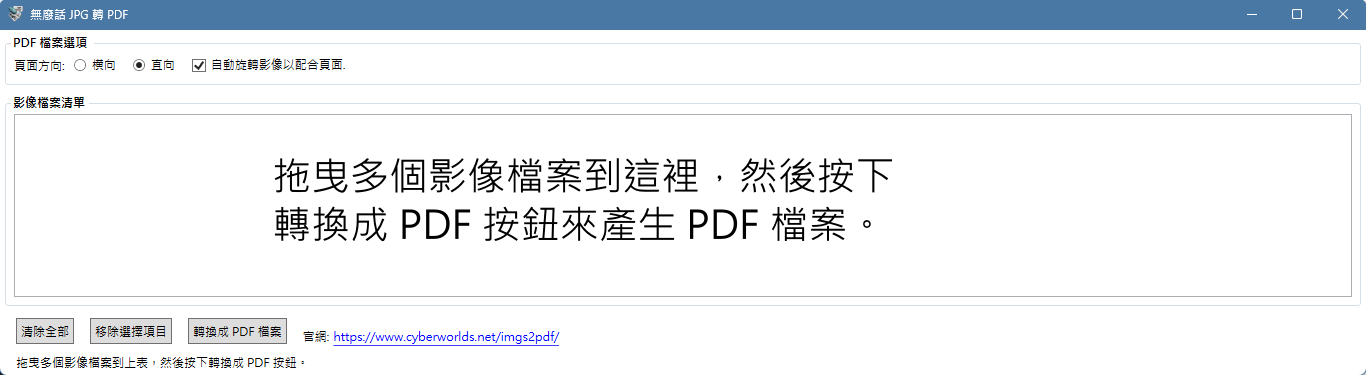 無廢話 JPG 轉 PDF
PDF 檔案選項
頁面方向: 橫向 直向 自動旋轉影像以配合頁面.
影像檔案清單
拖曳多個影像檔案到這裡，然後按下
轉換成 PDF 按鈕來產生 PDF 檔案。
清除全部 移除選擇項目 轉換成 PDF 檔案 官網: https://www.cyberworlds.net/imgs2pdf/
拖曳多個影像檔案到上表，然後按下轉換成 PDF 按鈕。